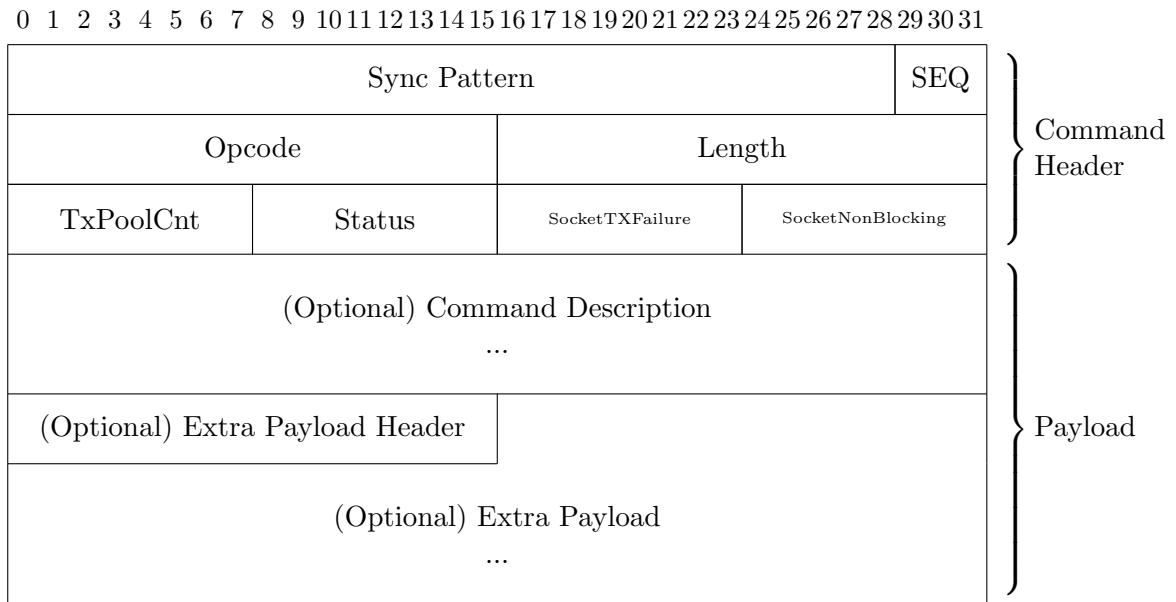 0 1 2 3 4 5 6 7 8 9 10 11 12 13 14 15 16 17 18 19 20 21 22 23 24 25 26 27 28 29 30 31
Sync Pattern SEQ
Opcode Length
Command
Header
TxPoolCnt Status SocketTXFailure SocketNonBlocking
(Optional) Command Description
...
(Optional) Extra Payload Header
Payload
(Optional) Extra Payload
...